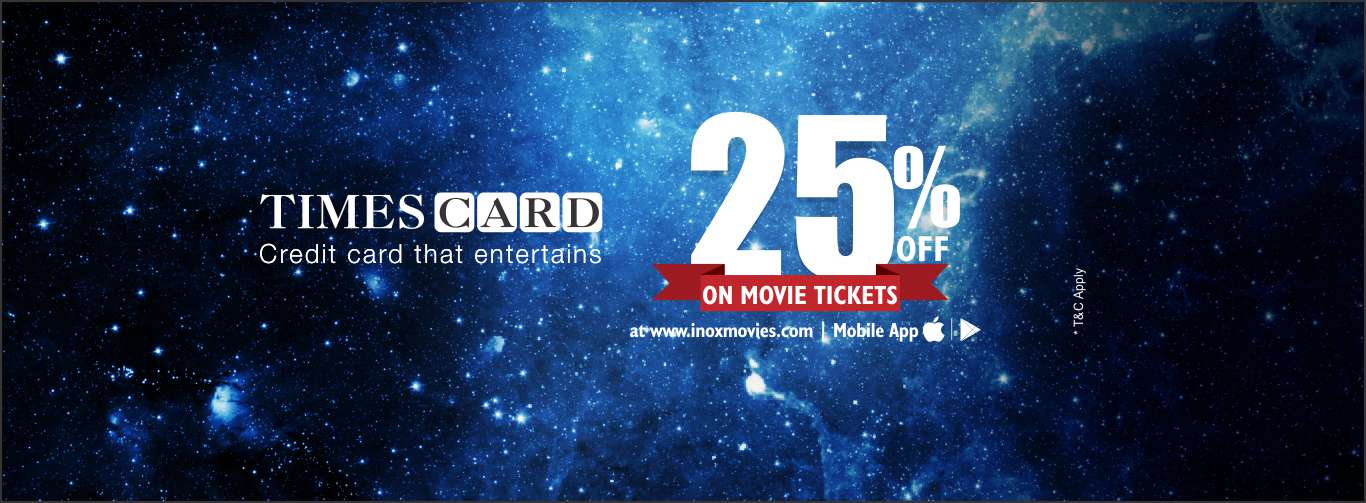 TIMES CARD
Credit card that entertains
25%
OFF
ON MOVIE TICKETS
at www.inoxmovies.com | Mobile App
* T&C Apply